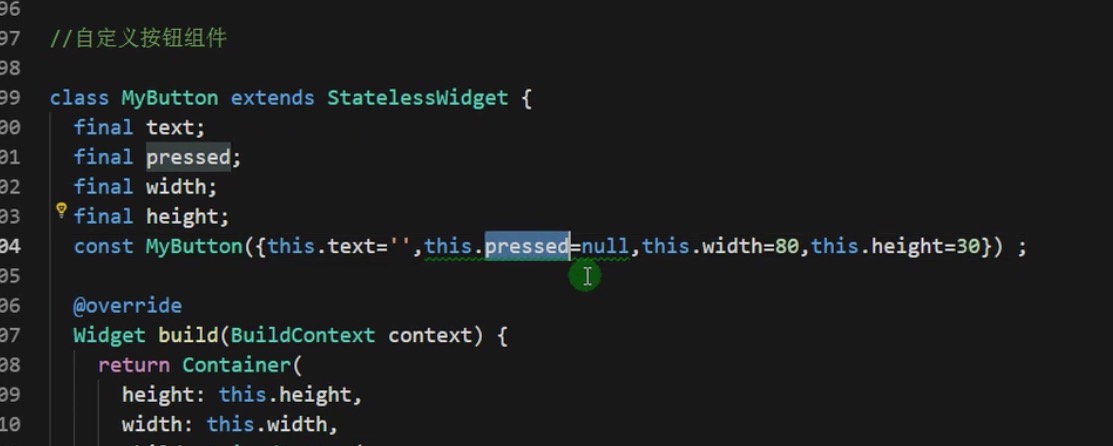 96
97 //自定义按钮组件
98
99 class MyButton extends StatelessWidget {
00 final text;
01 final pressed;
02 final width;
03 final height;
04 const MyButton({this.text='',this.pressed=null,this.width=80,this.height=30}) ;
05
06 @override
07 Widget build(BuildContext context) {
08 return Container(
09 height: this.height,
10 width: this.width,